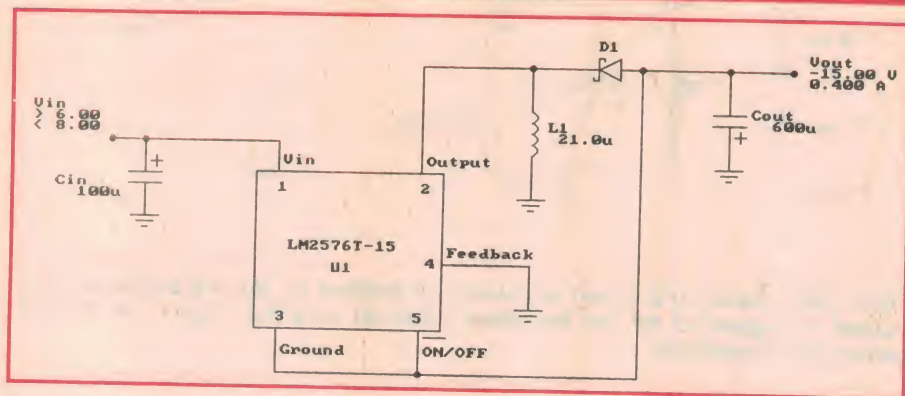 D1
Vout
-15.00 V
0.400 A
Vin
> 6.00
< 8.00
Cout
600u
L1
21.0u
Vin
Output
+
+
Cin
100u
1
2
LM2576T-15
U1
4
Feedback
3
5
Ground
ON/OFF